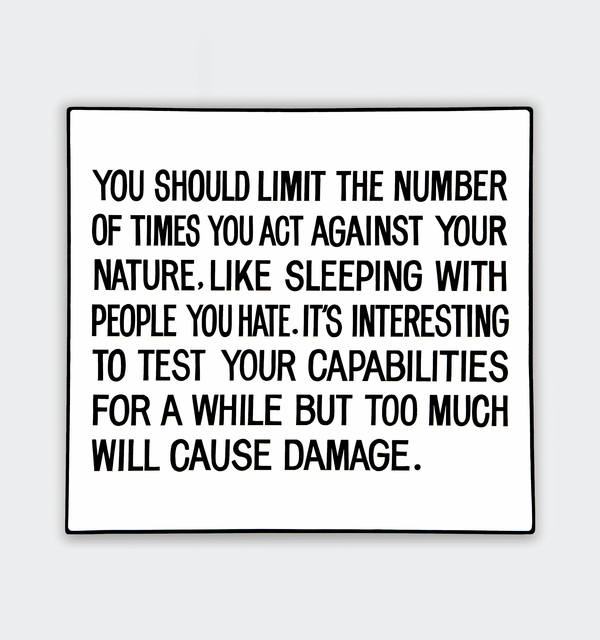 YOU SHOULD LIMIT THE NUMBER
OF TIMES YOU ACT AGAINST YOUR
NATURE, LIKE SLEEPING WITH
PEOPLE YOU HATE. IT'S INTERESTING
TO TEST YOUR CAPABILITIES
FOR A WHILE BUT TOO MUCH
WILL CAUSE DAMAGE.